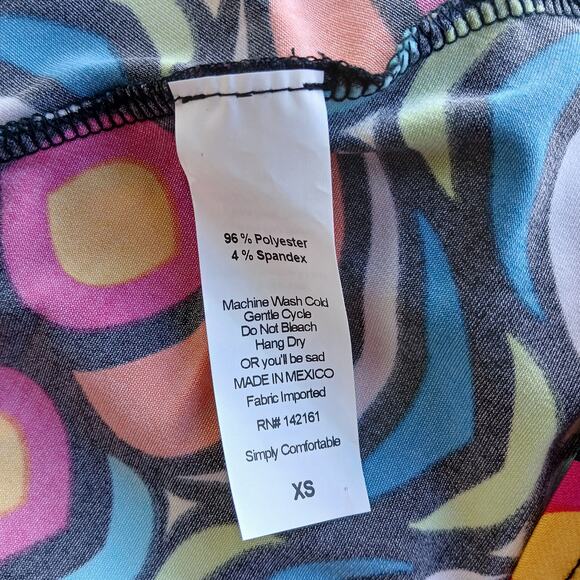 96 % Polyester
4 % Spandex
Machine Wash Cold
Gentle Cycle
Do Not Bleach
Hang Dry
OR you'll be sad
MADE IN MEXICO
Fabric Imported
RN# 142161
Simply Comfortable
XS